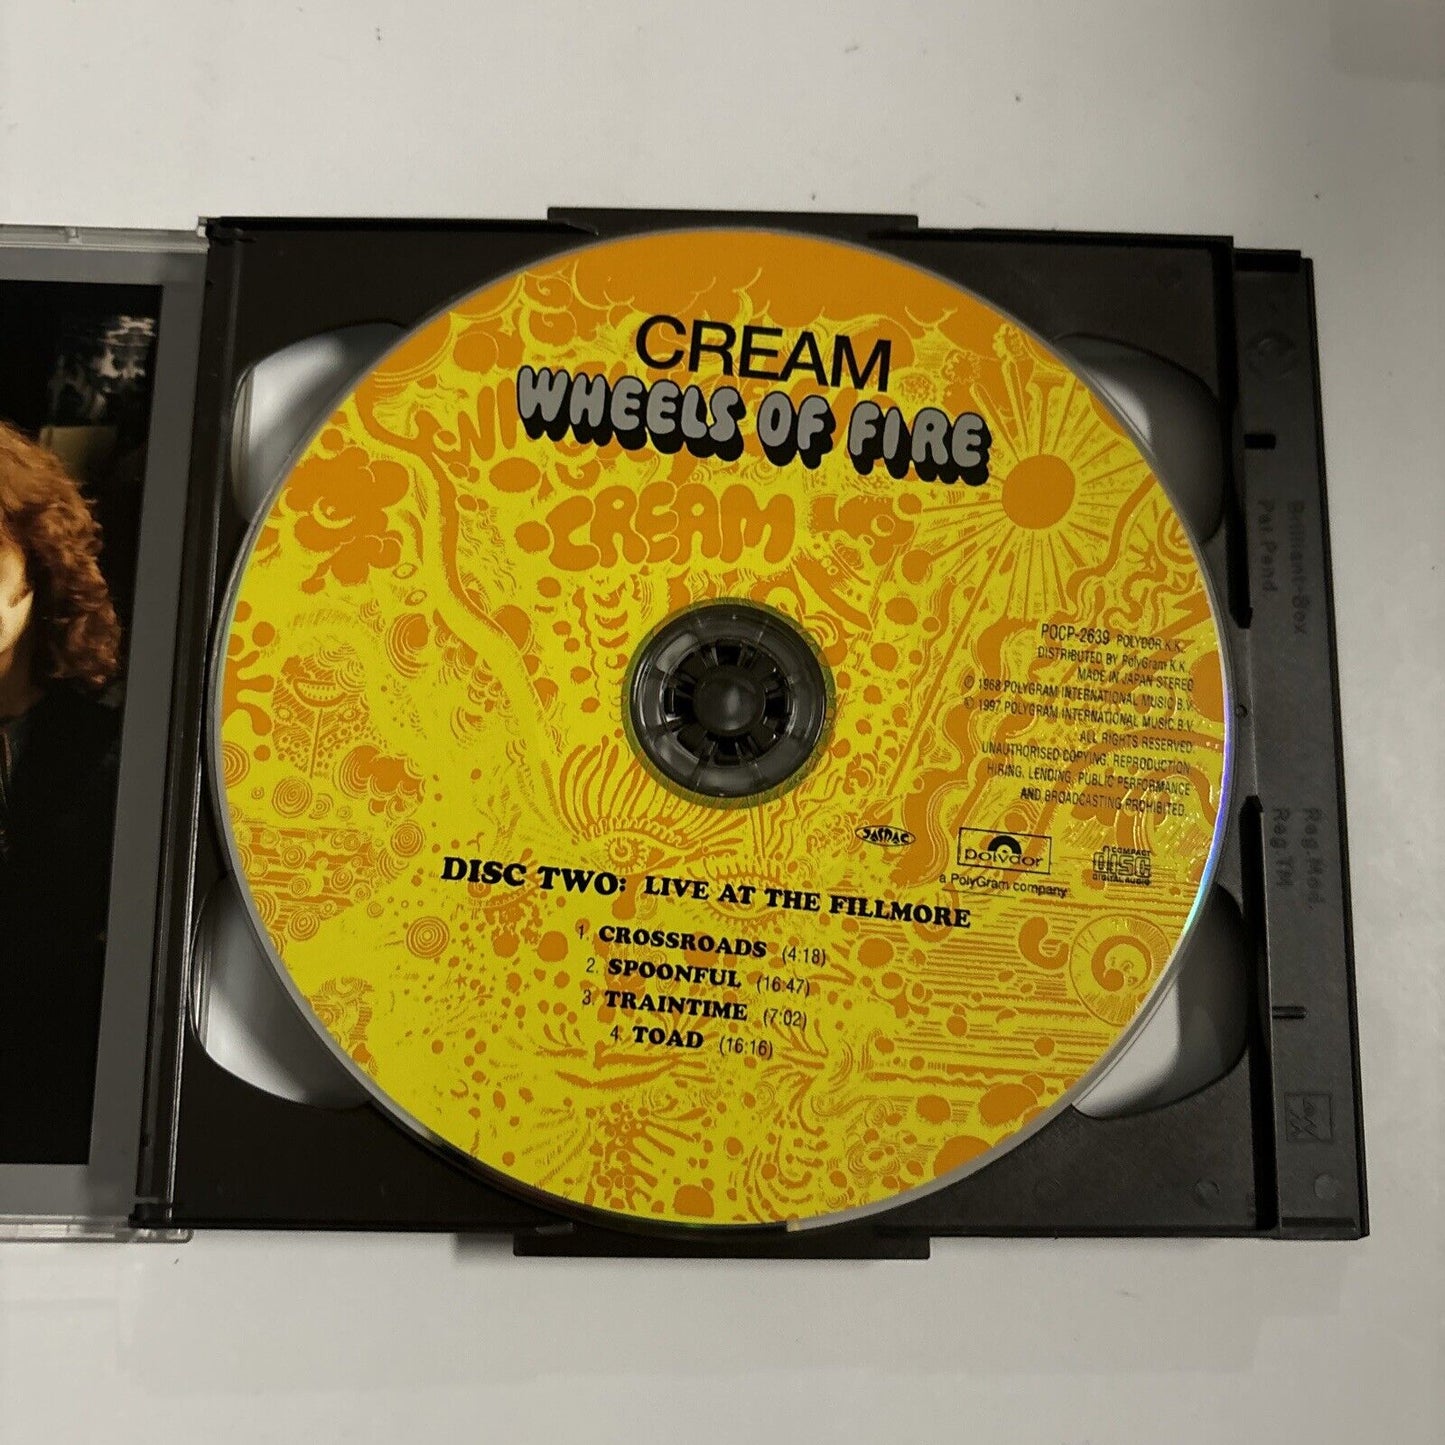 CREAM
WHEELS OF FIRE
CREAM
POCP-2639 POLYDOR K.K.
DISTRIBUTED BY PolyGram K.K.
MADE IN JAPAN STEREO
℗ 1968 POLYGRAM INTERNATIONAL MUSIC B.V.
© 1997 POLYGRAM INTERNATIONAL MUSIC B.V.
ALL RIGHTS RESERVED.
UNAUTHORISED COPYING, REPRODUCTION
HIRING, LENDING, PUBLIC PERFORMANCE
AND BROADCASTING PROHIBITED.
JASRAC
polydor
a PolyGram company
COMPACT
disc
DIGITAL AUDIO
DISC TWO: LIVE AT THE FILLMORE
1. CROSSROADS (4:18)
2. SPOONFUL (16:47)
3. TRAINTIME (7:02)
4. TOAD (16:16)
Brilliant-Box
Pat Pend.
Reg.Mod.
Reg.TM.